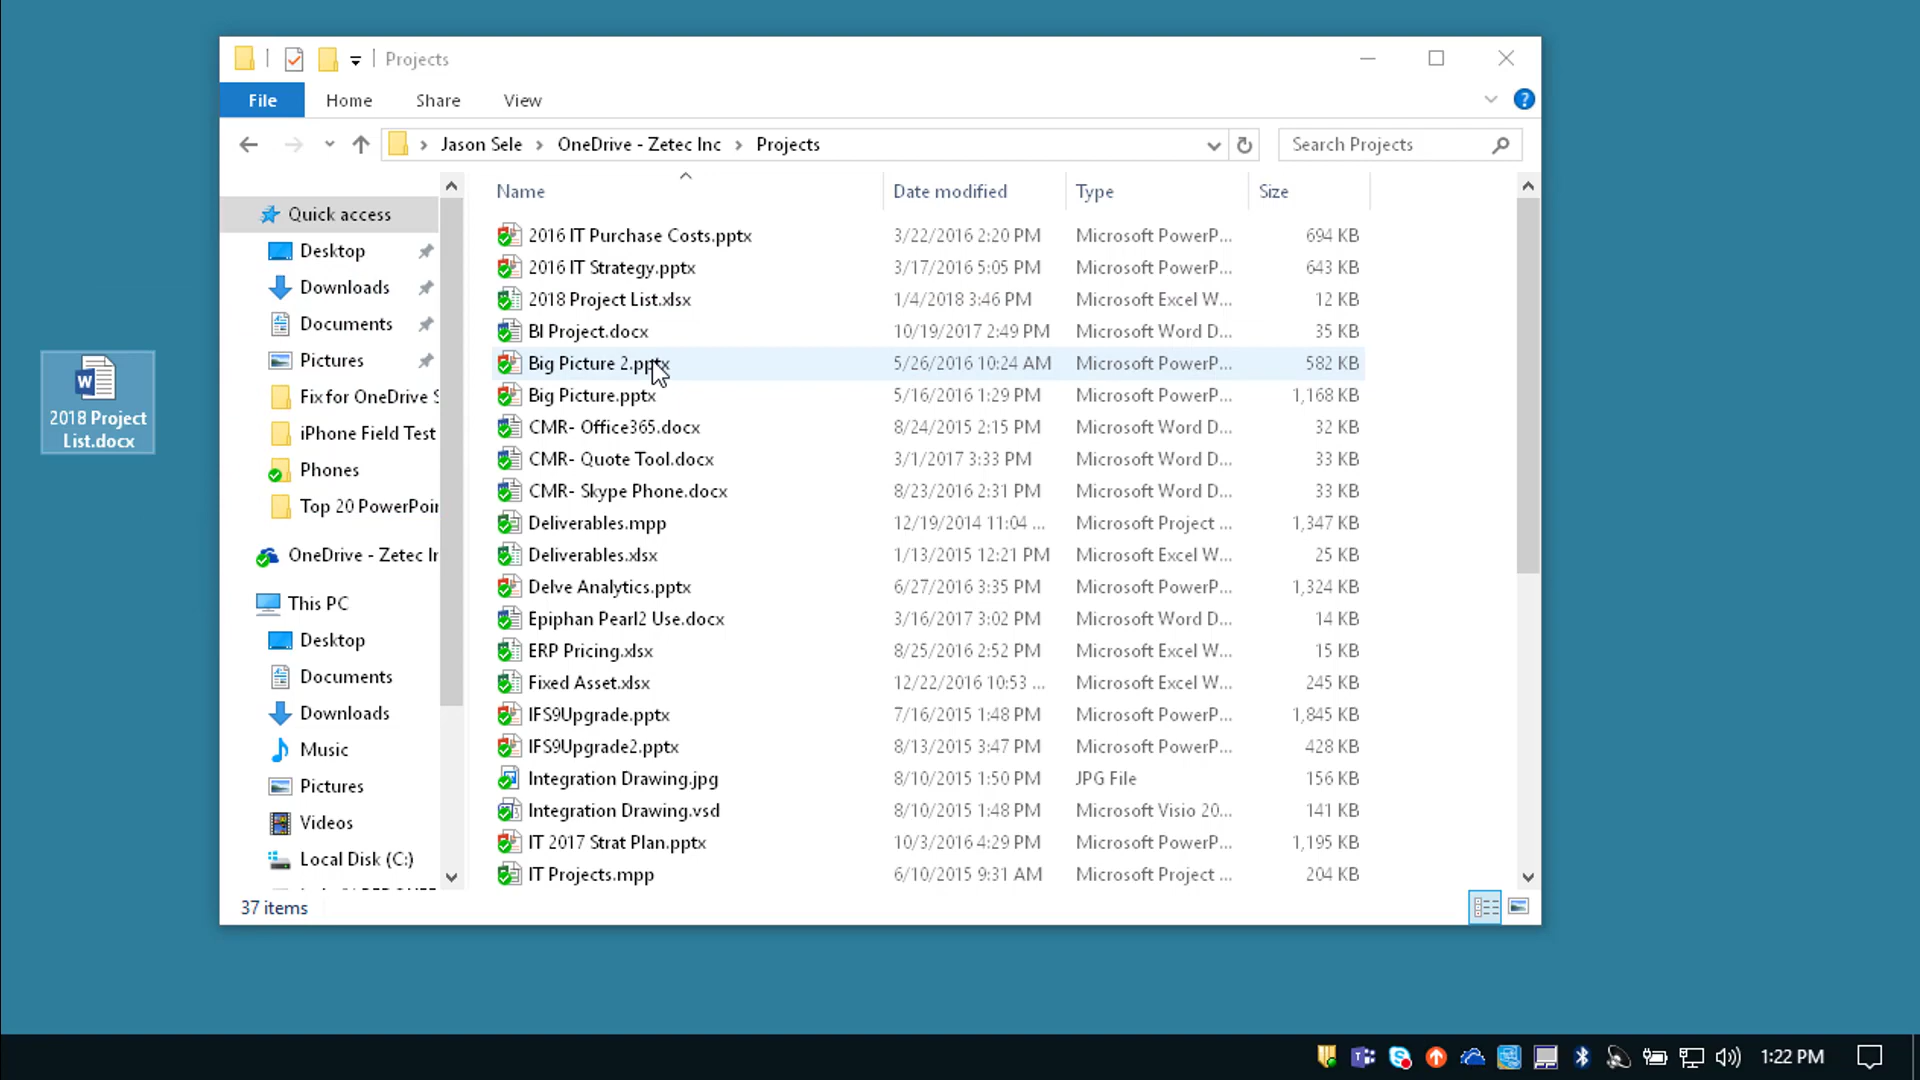 Projects
File Home Share View
Jason Sele OneDrive - Zetec Inc Projects Search Projects
Name Date modified Type Size
Quick access
Desktop
Downloads
Documents
Pictures
Fix for OneDrive S
iPhone Field Test
Phones
Top 20 PowerPoin
OneDrive - Zetec In
This PC
Desktop
Documents
Downloads
Music
Pictures
Videos
Local Disk (C:)
2016 IT Purchase Costs.pptx 3/22/2016 2:20 PM Microsoft PowerP... 694 KB
2016 IT Strategy.pptx 3/17/2016 5:05 PM Microsoft PowerP... 643 KB
2018 Project List.xlsx 1/4/2018 3:46 PM Microsoft Excel W... 12 KB
BI Project.docx 10/19/2017 2:49 PM Microsoft Word D... 35 KB
Big Picture 2.pptx 5/26/2016 10:24 AM Microsoft PowerP... 582 KB
Big Picture.pptx 5/16/2016 1:29 PM Microsoft PowerP... 1,168 KB
CMR- Office365.docx 8/24/2015 2:15 PM Microsoft Word D... 32 KB
CMR- Quote Tool.docx 3/1/2017 3:33 PM Microsoft Word D... 33 KB
CMR- Skype Phone.docx 8/23/2016 2:31 PM Microsoft Word D... 33 KB
Deliverables.mpp 12/19/2014 11:04 ... Microsoft Project ... 1,347 KB
Deliverables.xlsx 1/13/2015 12:21 PM Microsoft Excel W... 25 KB
Delve Analytics.pptx 6/27/2016 3:35 PM Microsoft PowerP... 1,324 KB
Epiphan Pearl2 Use.docx 3/16/2017 3:02 PM Microsoft Word D... 14 KB
ERP Pricing.xlsx 8/25/2016 2:52 PM Microsoft Excel W... 15 KB
Fixed Asset.xlsx 12/22/2016 10:53 ... Microsoft Excel W... 245 KB
IFS9Upgrade.pptx 7/16/2015 1:48 PM Microsoft PowerP... 1,845 KB
IFS9Upgrade2.pptx 8/13/2015 3:47 PM Microsoft PowerP... 428 KB
Integration Drawing.jpg 8/10/2015 1:50 PM JPG File 156 KB
Integration Drawing.vsd 8/10/2015 1:48 PM Microsoft Visio 20... 141 KB
IT 2017 Strat Plan.pptx 10/3/2016 4:29 PM Microsoft PowerP... 1,195 KB
IT Projects.mpp 6/10/2015 9:31 AM Microsoft Project ... 204 KB
37 items
2018 Project
List.docx
1:22 PM